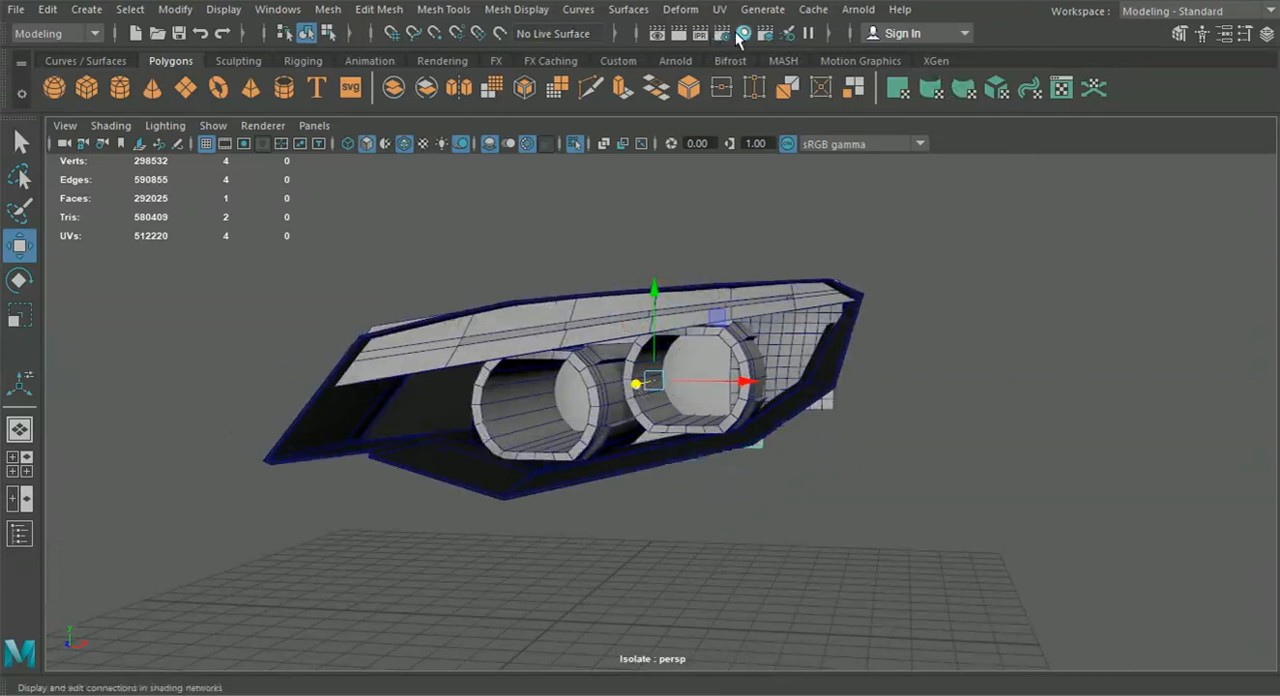 File Edit Create Select Modify Display Windows Mesh Edit Mesh Mesh Tools Mesh Display Curves Surfaces Deform UV Generate Cache Arnold Help Workspace: Modeling - Standard
Modeling No Live Surface Sign In
Curves / Surfaces Polygons Sculpting Rigging Animation Rendering FX FX Caching Custom Arnold Bifrost MASH Motion Graphics XGen
T SVG
View Shading Lighting Show Renderer Panels
0.00 1.00 sRGB gamma
Verts: 298532 4 0
Edges: 590855 4 0
Faces: 292025 1 0
Tris: 580409 2 0
UVs: 512220 4 0
Isolate : persp
Display and edit connections in shading networks